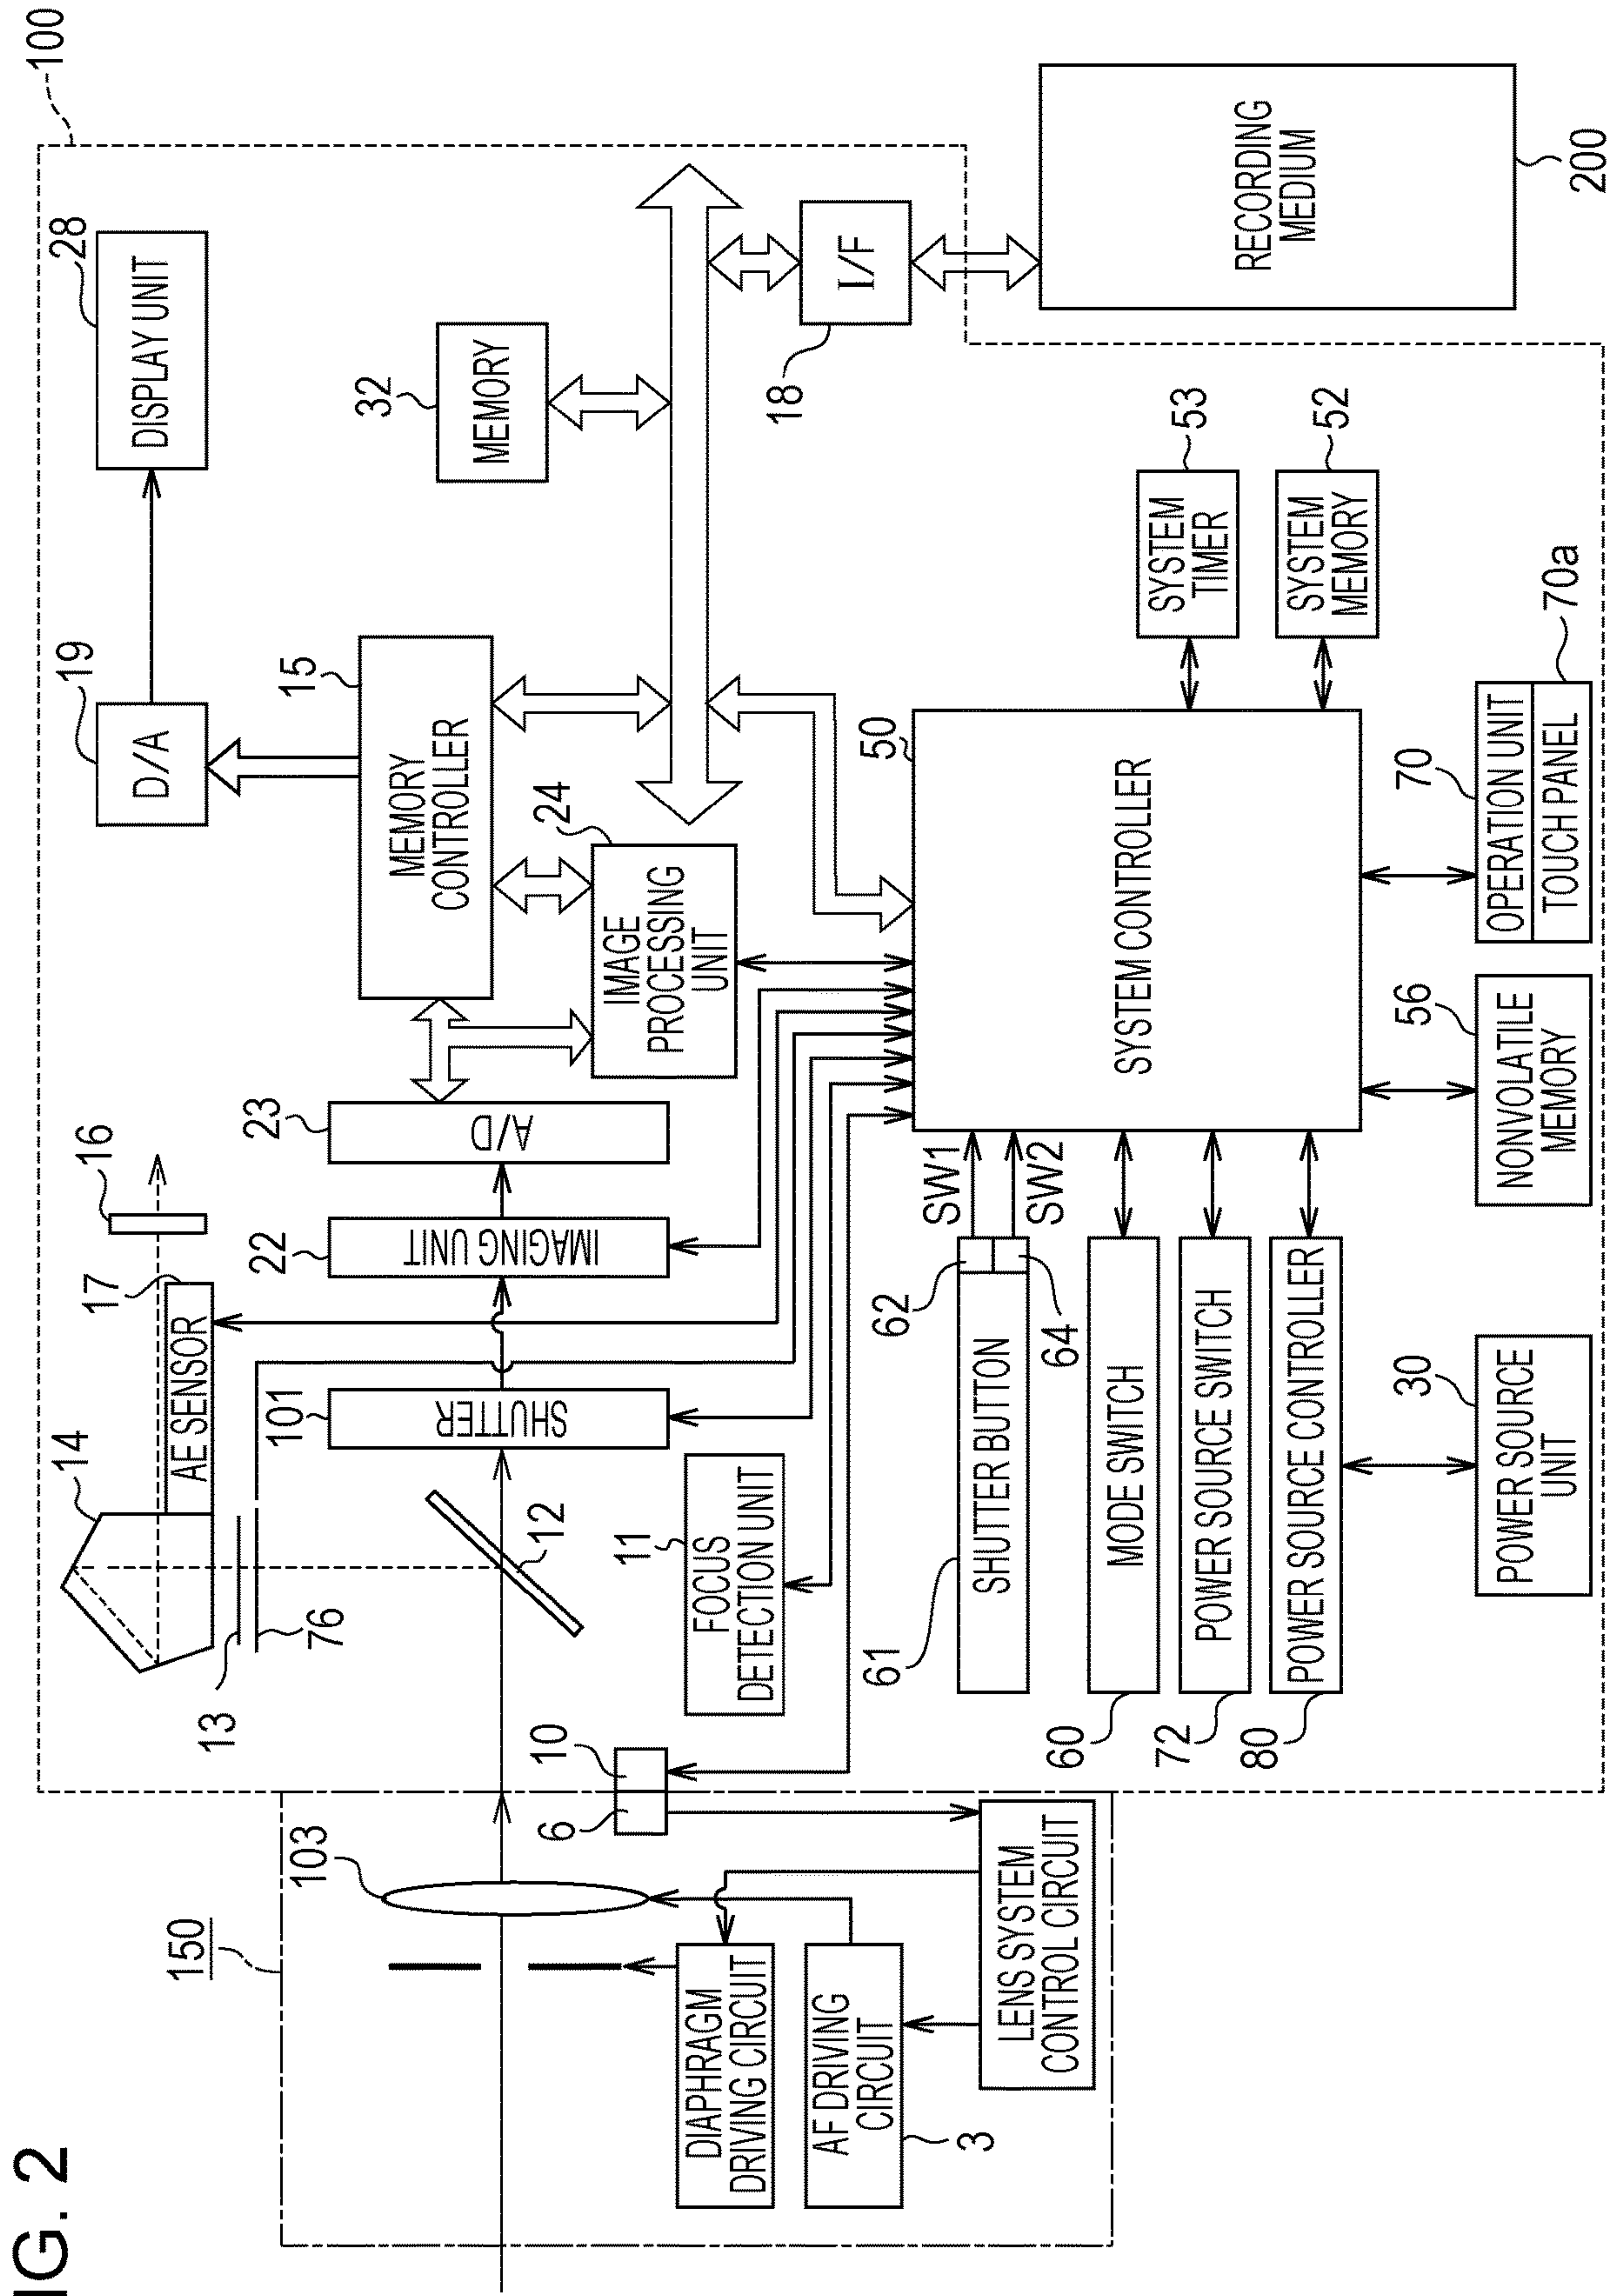 IG. 2
150
103
DIAPHRAGM
DRIVING CIRCUIT
AF DRIVING
CIRCUIT
3
LENS SYSTEM
CONTROL CIRCUIT
6
10
100
14
13
76
AE SENSOR
17
16
12
101
SHUTTER
22
IMAGING UNIT
23
A/D
11
FOCUS
DETECTION UNIT
24
IMAGE
PROCESSING
UNIT
15
MEMORY
CONTROLLER
19
D/A
28
DISPLAY UNIT
32
MEMORY
18
I/F
RECORDING
MEDIUM
200
50
SYSTEM CONTROLLER
53
SYSTEM
TIMER
52
SYSTEM
MEMORY
61
SHUTTER BUTTON
62
64
SW1
SW2
60
MODE SWITCH
72
POWER SOURCE SWITCH
80
POWER SOURCE CONTROLLER
30
POWER SOURCE
UNIT
56
NONVOLATILE
MEMORY
70
OPERATION UNIT
70a
TOUCH PANEL